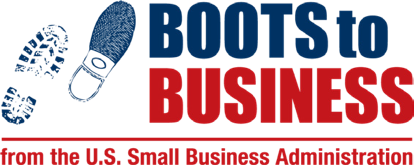 BOOTS to
BUSINESS
from the U.S. Small Business Administration